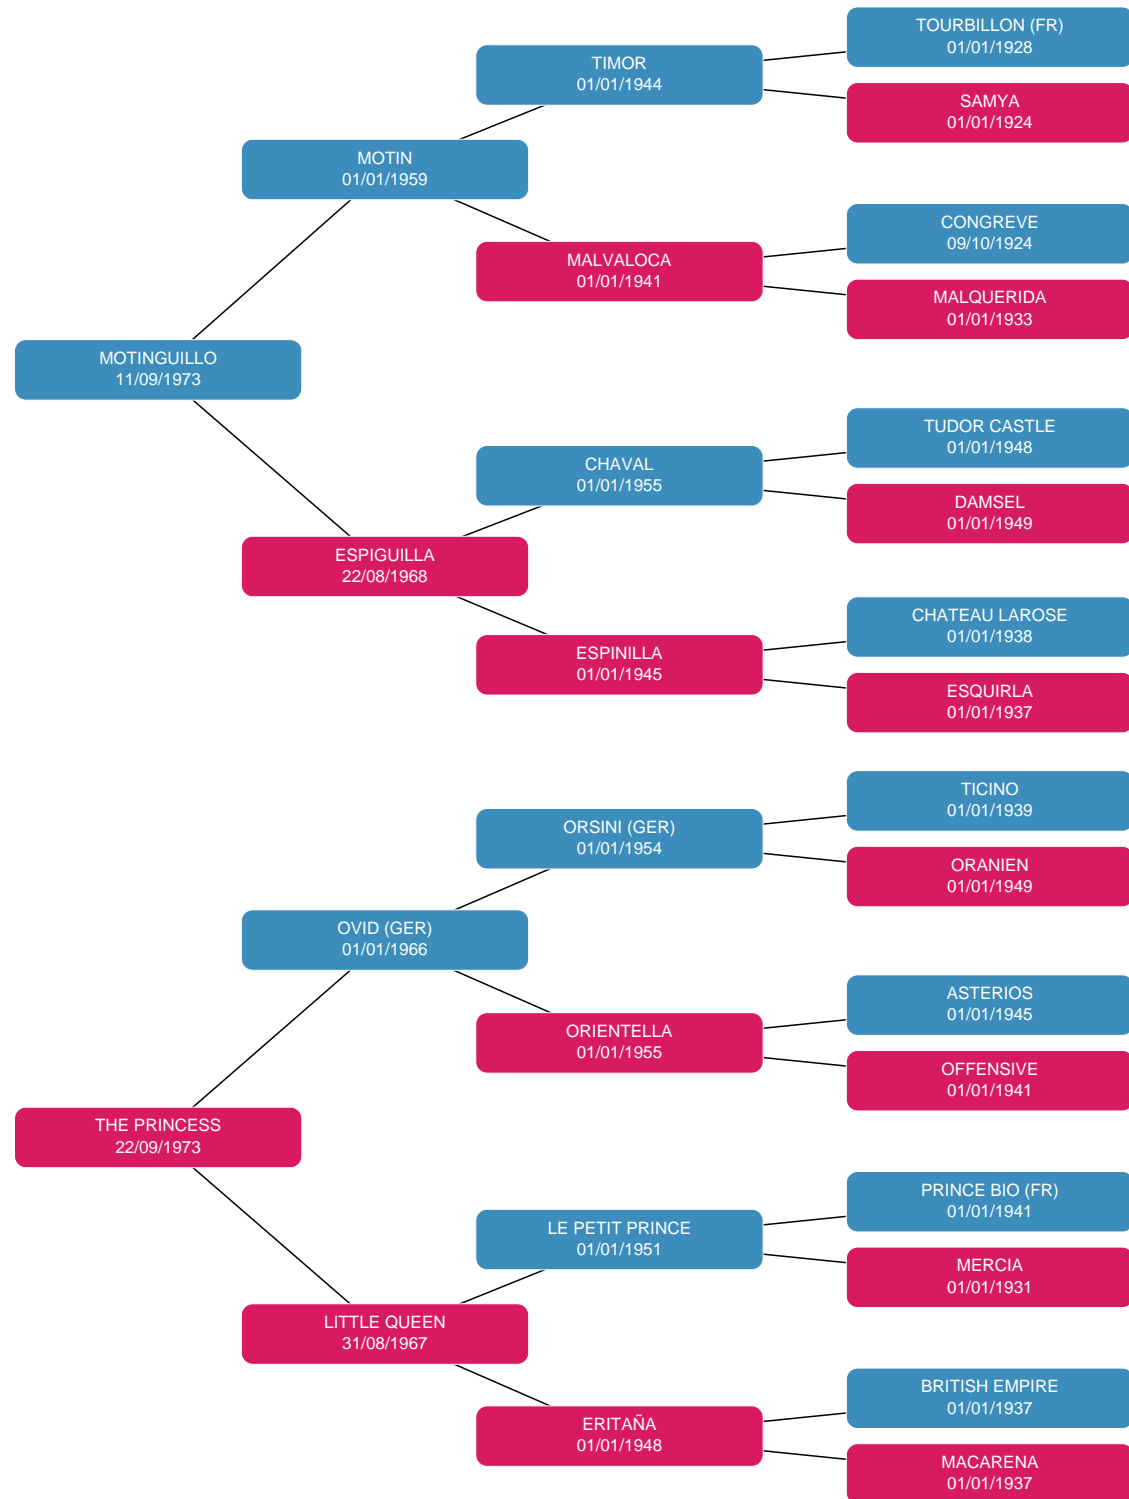 TOURBILLON (FR)
01/01/1928
TIMOR
01/01/1944
SAMYA
01/01/1924
MOTIN
01/01/1959
CONGREVE
09/10/1924
MALVALOCA
01/01/1941
MALQUERIDA
01/01/1933
MOTINGUILLO
11/09/1973
TUDOR CASTLE
01/01/1948
CHAVAL
01/01/1955
DAMSEL
01/01/1949
ESPIGUILLA
22/08/1968
CHATEAU LAROSE
01/01/1938
ESPINILLA
01/01/1945
ESQUIRLA
01/01/1937
TICINO
01/01/1939
ORSINI (GER)
01/01/1954
ORANIEN
01/01/1949
OVID (GER)
01/01/1966
ASTERIOS
01/01/1945
ORIENTELLA
01/01/1955
OFFENSIVE
01/01/1941
THE PRINCESS
22/09/1973
PRINCE BIO (FR)
01/01/1941
LE PETIT PRINCE
01/01/1951
MERCIA
01/01/1931
LITTLE QUEEN
31/08/1967
BRITISH EMPIRE
01/01/1937
ERITAÑA
01/01/1948
MACARENA
01/01/1937